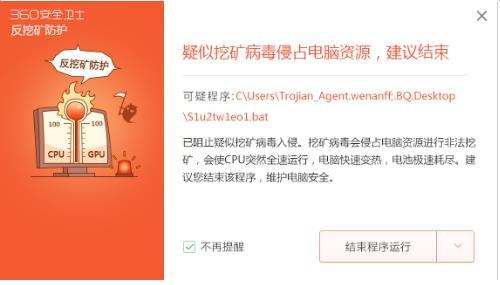 360安全卫士
反挖矿防护
反挖矿防护
100
100
CPU
GPU
疑似挖矿病毒侵占电脑资源，建议结束
可疑程序:C:\Users\Trojian_Agent.wenanff;.BQ.Desktop
\S1u2tw1eo1.bat
已阻止疑似挖矿病毒入侵。挖矿病毒会侵占电脑资源进行非法挖
矿，会使CPU突然全速运行，电脑快速变热，电池极速耗尽。建
议您结束该程序，维护电脑安全。
不再提醒
结束程序运行